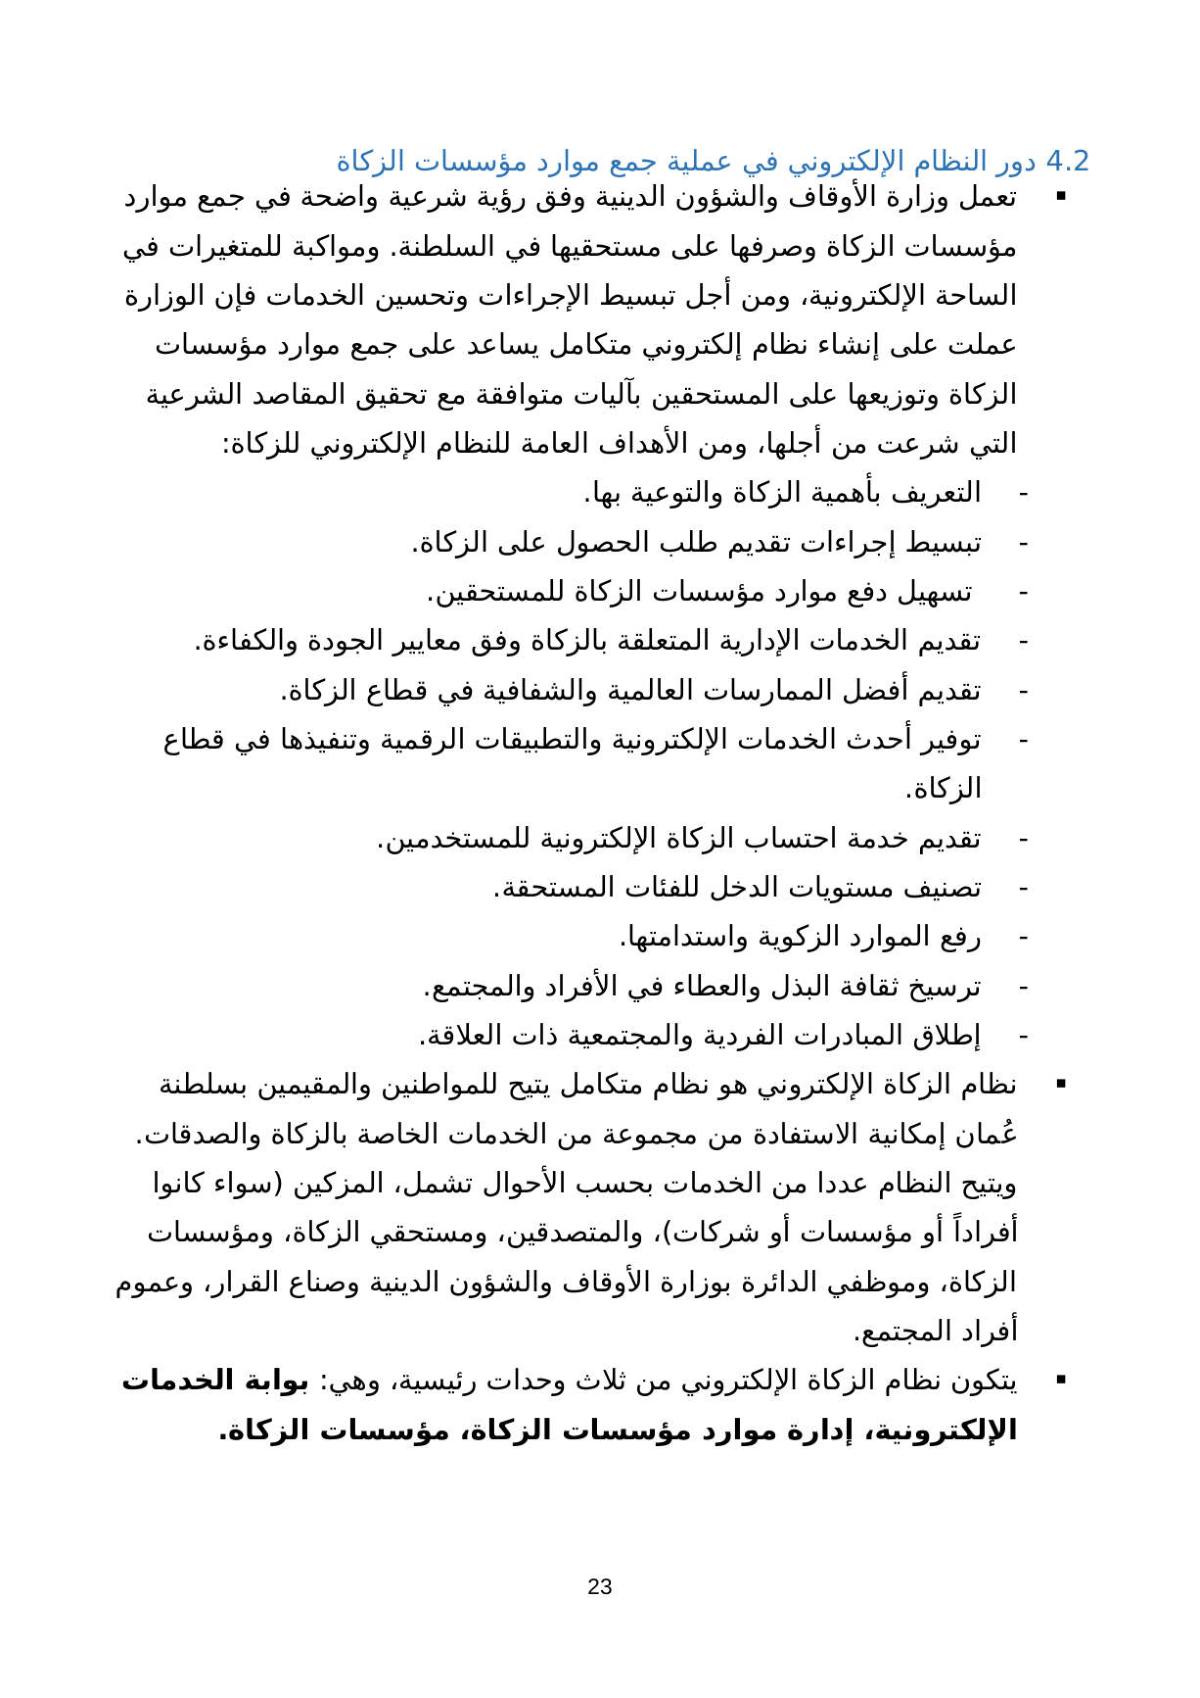 4.2 دور النظام الإلكتروني في عملية جمع موارد مؤسسات الزكاة
▪ تعمل وزارة الأوقاف والشؤون الدينية وفق رؤية شرعية واضحة في جمع موارد
مؤسسات الزكاة وصرفها على مستحقيها في السلطنة. ومواكبة للمتغيرات في
الساحة الإلكترونية، ومن أجل تبسيط الإجراءات وتحسين الخدمات فإن الوزارة
عملت على إنشاء نظام إلكتروني متكامل يساعد على جمع موارد مؤسسات
الزكاة وتوزيعها على المستحقين بآليات متوافقة مع تحقيق المقاصد الشرعية
التي شرعت من أجلها، ومن الأهداف العامة للنظام الإلكتروني للزكاة:
- التعريف بأهمية الزكاة والتوعية بها.
- تبسيط إجراءات تقديم طلب الحصول على الزكاة.
- تسهيل دفع موارد مؤسسات الزكاة للمستحقين.
- تقديم الخدمات الإدارية المتعلقة بالزكاة وفق معايير الجودة والكفاءة.
- تقديم أفضل الممارسات العالمية والشفافية في قطاع الزكاة.
- توفير أحدث الخدمات الإلكترونية والتطبيقات الرقمية وتنفيذها في قطاع
الزكاة.
- تقديم خدمة احتساب الزكاة الإلكترونية للمستخدمين.
- تصنيف مستويات الدخل للفئات المستحقة.
- رفع الموارد الزكوية واستدامتها.
- ترسيخ ثقافة البذل والعطاء في الأفراد والمجتمع.
- إطلاق المبادرات الفردية والمجتمعية ذات العلاقة.
▪ نظام الزكاة الإلكتروني هو نظام متكامل يتيح للمواطنين والمقيمين بسلطنة
عُمان إمكانية الاستفادة من مجموعة من الخدمات الخاصة بالزكاة والصدقات.
ويتيح النظام عددا من الخدمات بحسب الأحوال تشمل، المزكين (سواء كانوا
أفراداً أو مؤسسات أو شركات)، والمتصدقين، ومستحقي الزكاة، ومؤسسات
الزكاة، وموظفي الدائرة بوزارة الأوقاف والشؤون الدينية وصناع القرار، وعموم
أفراد المجتمع.
▪ يتكون نظام الزكاة الإلكتروني من ثلاث وحدات رئيسية، وهي: بوابة الخدمات
الإلكترونية، إدارة موارد مؤسسات الزكاة، مؤسسات الزكاة.
23